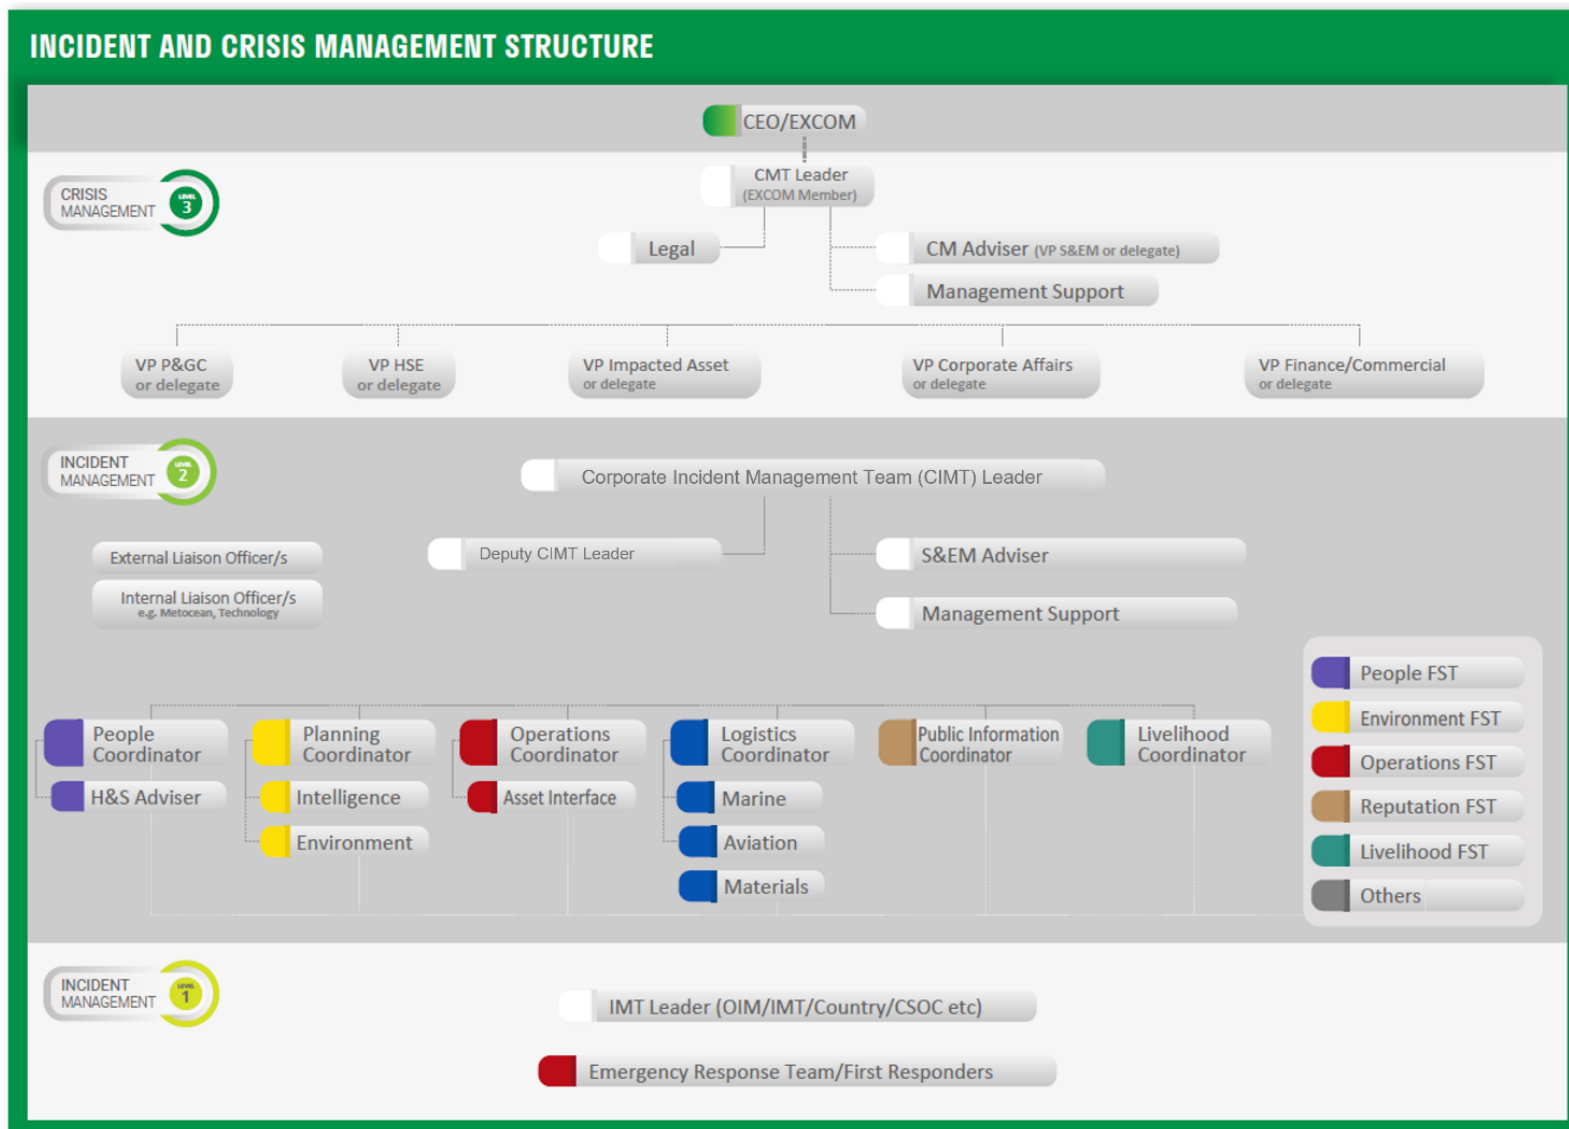 INCIDENT AND CRISIS MANAGEMENT STRUCTURE
CEO/EXCOM
CRISIS
MANAGEMENT
LEVEL
3
CMT Leader
(EXCOM Member)
Legal
CM Adviser (VP S&EM or delegate)
Management Support
VP P&GC
or delegate
VP HSE
or delegate
VP Impacted Asset
or delegate
VP Corporate Affairs
or delegate
VP Finance/Commercial
or delegate
INCIDENT
MANAGEMENT
LEVEL
2
Corporate Incident Management Team (CIMT) Leader
External Liaison Officer/s
Internal Liaison Officer/s
e.g. Metocean, Technology
Deputy CIMT Leader
S&EM Adviser
Management Support
People
Coordinator
H&S Adviser
Planning
Coordinator
Intelligence
Environment
Operations
Coordinator
Asset Interface
Logistics
Coordinator
Marine
Aviation
Materials
Public Information
Coordinator
Livelihood
Coordinator
People FST
Environment FST
Operations FST
Reputation FST
Livelihood FST
Others
INCIDENT
MANAGEMENT
LEVEL
1
IMT Leader (OIM/IMT/Country/CSOC etc)
Emergency Response Team/First Responders